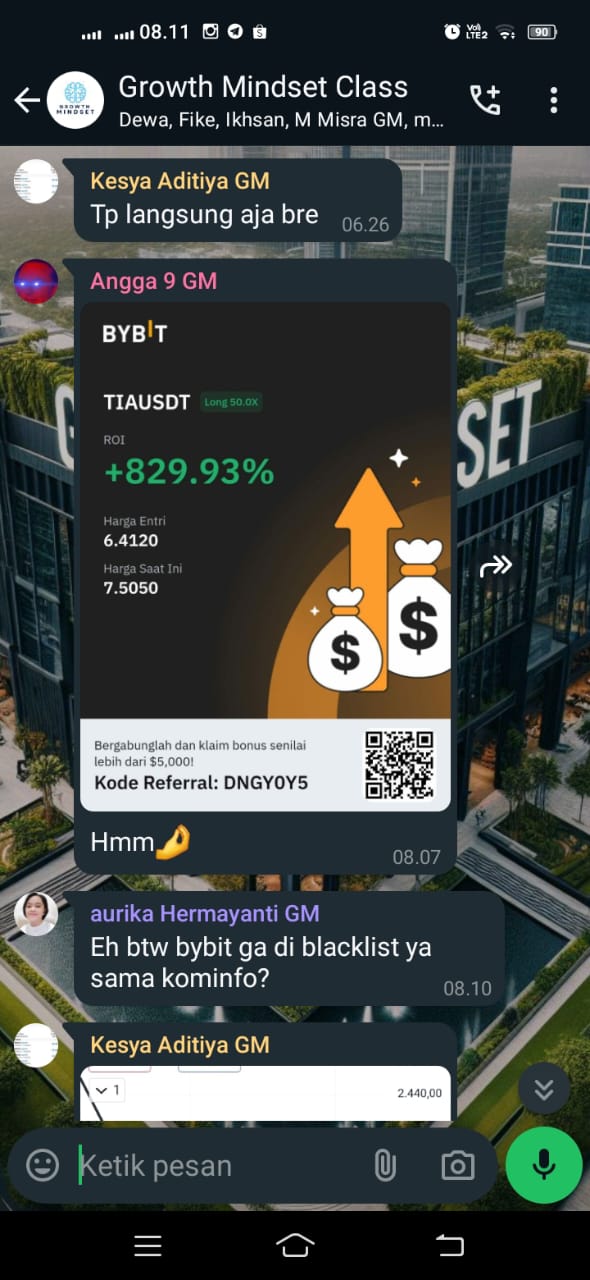 08.11
Vo)
LTE2
90
GROWTH
MINDSET
Growth Mindset Class
Dewa, Fike, Ikhsan, M Misra GM, m...
Kesya Aditiya GM
Tp langsung aja bre
06.26
Angga 9 GM
BYBIT
TIAUSDT Long 50.0X
ROI
+829.93%
Harga Entri
6.4120
Harga Saat Ini
7.5050
$ $
Bergabunglah dan klaim bonus senilai
lebih dari $5,000!
Kode Referral: DNGY0Y5
Hmm🤌
08.07
SET
aurika Hermayanti GM
Eh btw bybit ga di blacklist ya
sama kominfo?
08.10
Kesya Aditiya GM
1
2.440,00
Ketik pesan